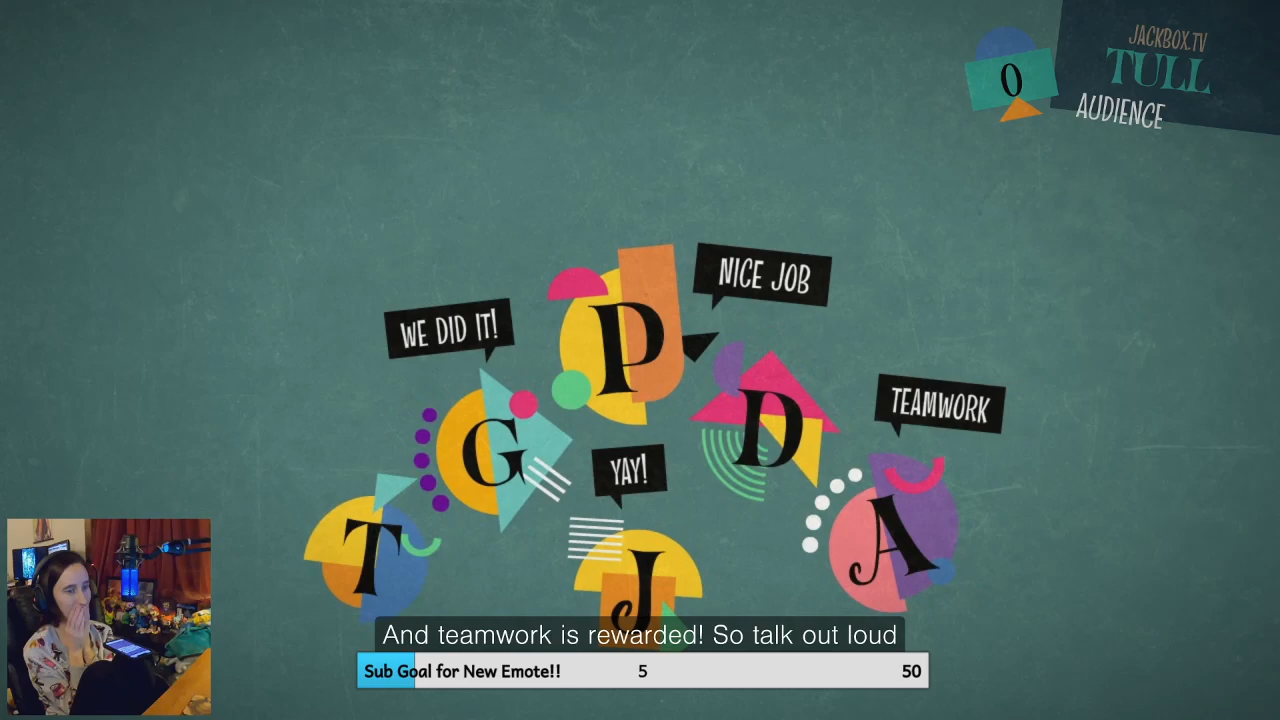 JACKBOX.TV
TULL
0
AUDIENCE
NICE JOB
WE DID IT!
P
TEAMWORK
D
G
YAY!
T
A
J
And teamwork is rewarded! So talk out loud
Sub Goal for New Emote!! 5 50